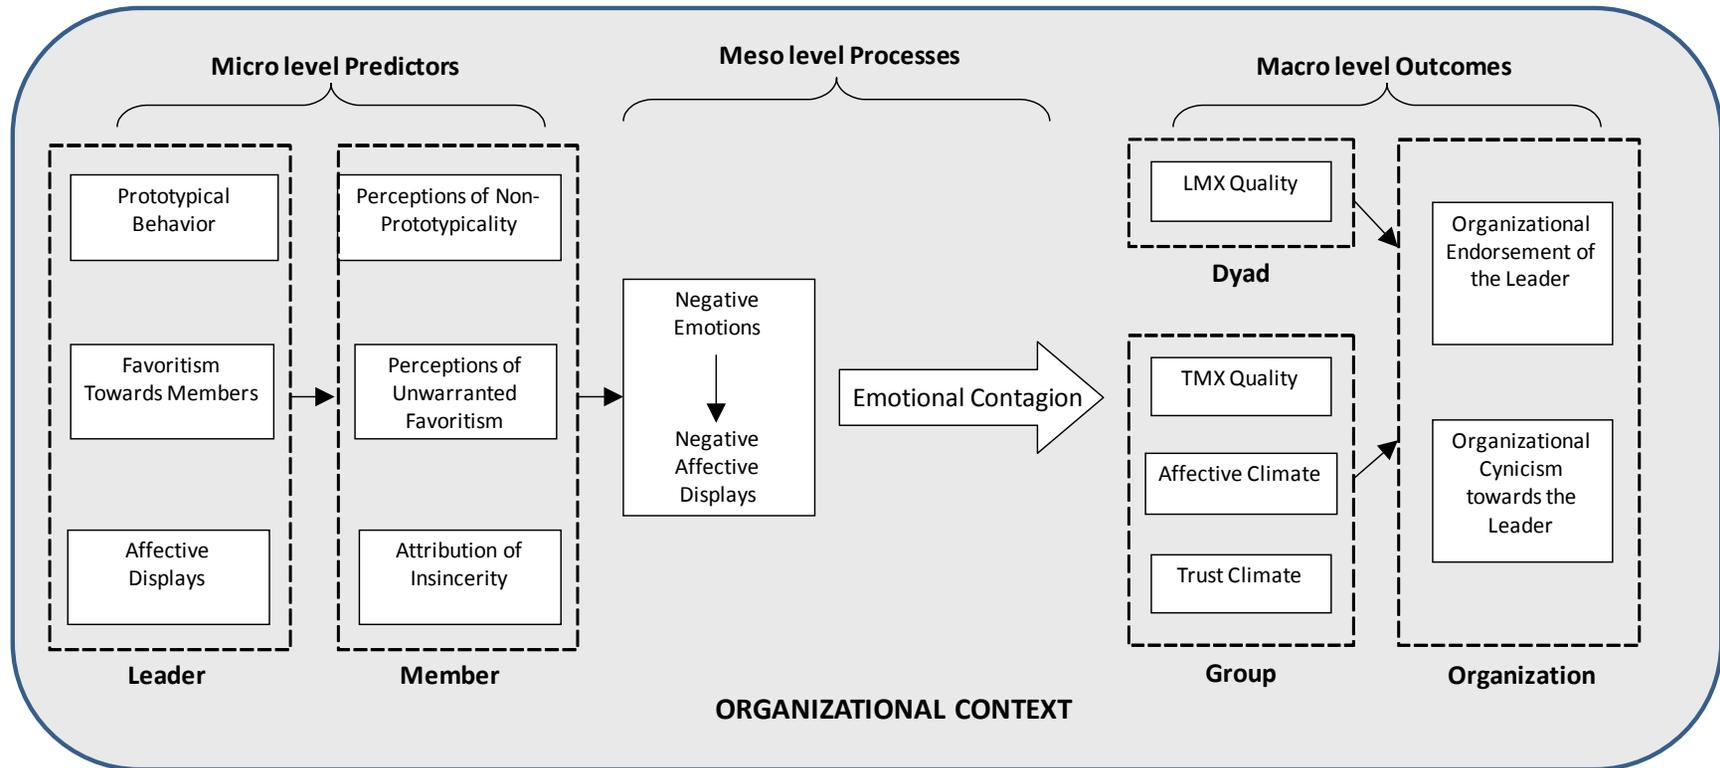 Micro level Predictors
Meso level Processes
Macro level Outcomes
Prototypical
Behavior
Favoritism
Towards Members
Affective
Displays
Leader
Perceptions of Non-
Prototypicality
Perceptions of
Unwarranted
Favoritism
Attribution of
Insincerity
Member
Negative
Emotions
Negative
Affective
Displays
Emotional Contagion
LMX Quality
Dyad
TMX Quality
Affective Climate
Trust Climate
Group
Organizational
Endorsement of
the Leader
Organizational
Cynicism
towards the
Leader
Organization
ORGANIZATIONAL CONTEXT